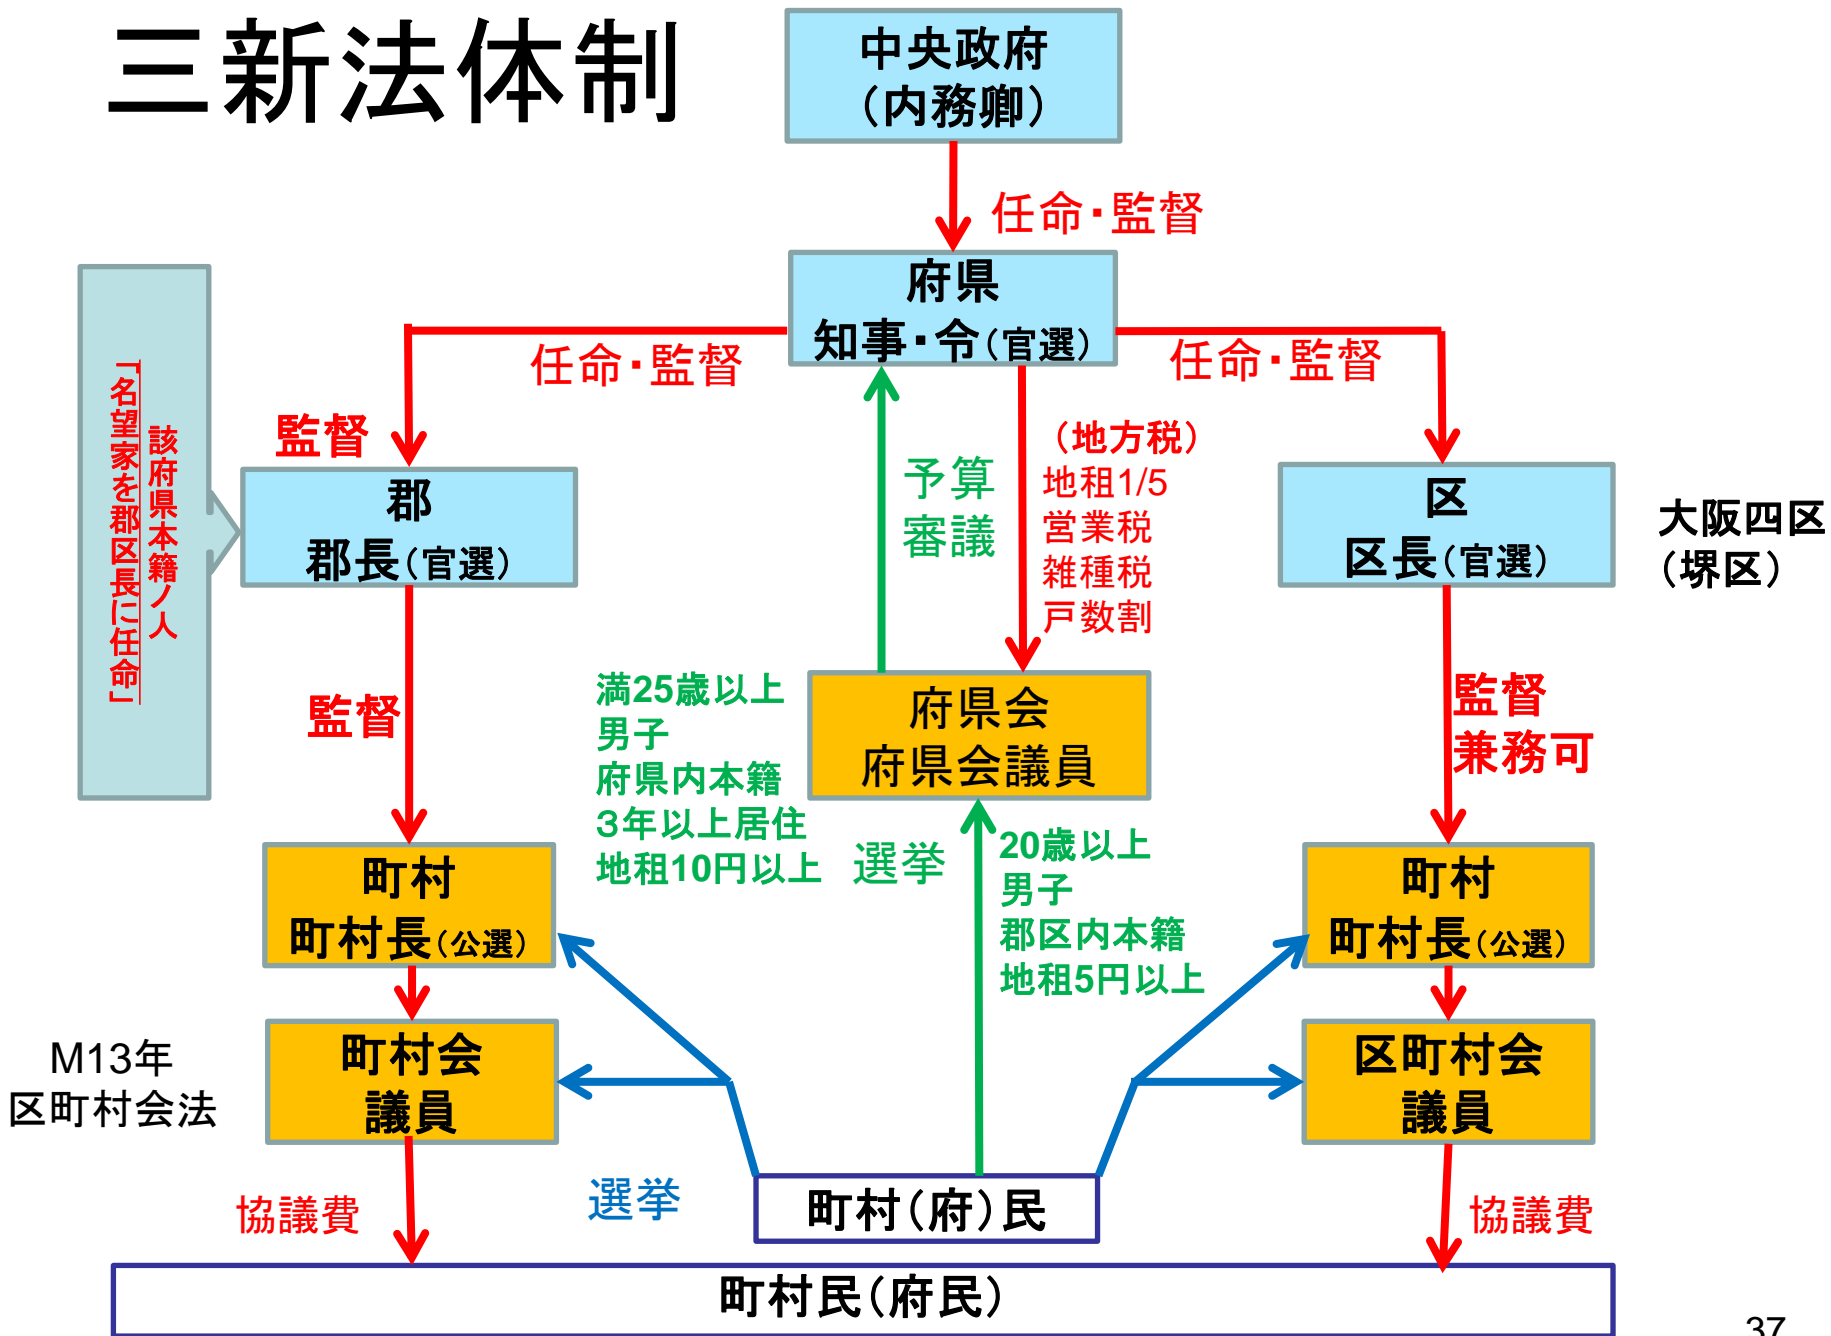 三新法体制
中央政府
（内務卿）
任命・監督
府県
知事・令（官選）
任命・監督
任命・監督
該府県本籍ノ人
「名望家を郡区長に任命」
監督
郡
郡長（官選）
予算
審議
（地方税）
地租1/5
営業税
雑種税
戸数割
区
区長（官選）
大阪四区
（堺区）
監督
満25歳以上
男子
府県内本籍
3年以上居住
地租10円以上
府県会
府県会議員
監督
兼務可
選挙
20歳以上
男子
郡区内本籍
地租5円以上
町村
町村長（公選）
町村
町村長（公選）
M13年
区町村会法
町村会
議員
区町村会
議員
協議費
選挙
町村（府）民
協議費
町村民（府民）
37